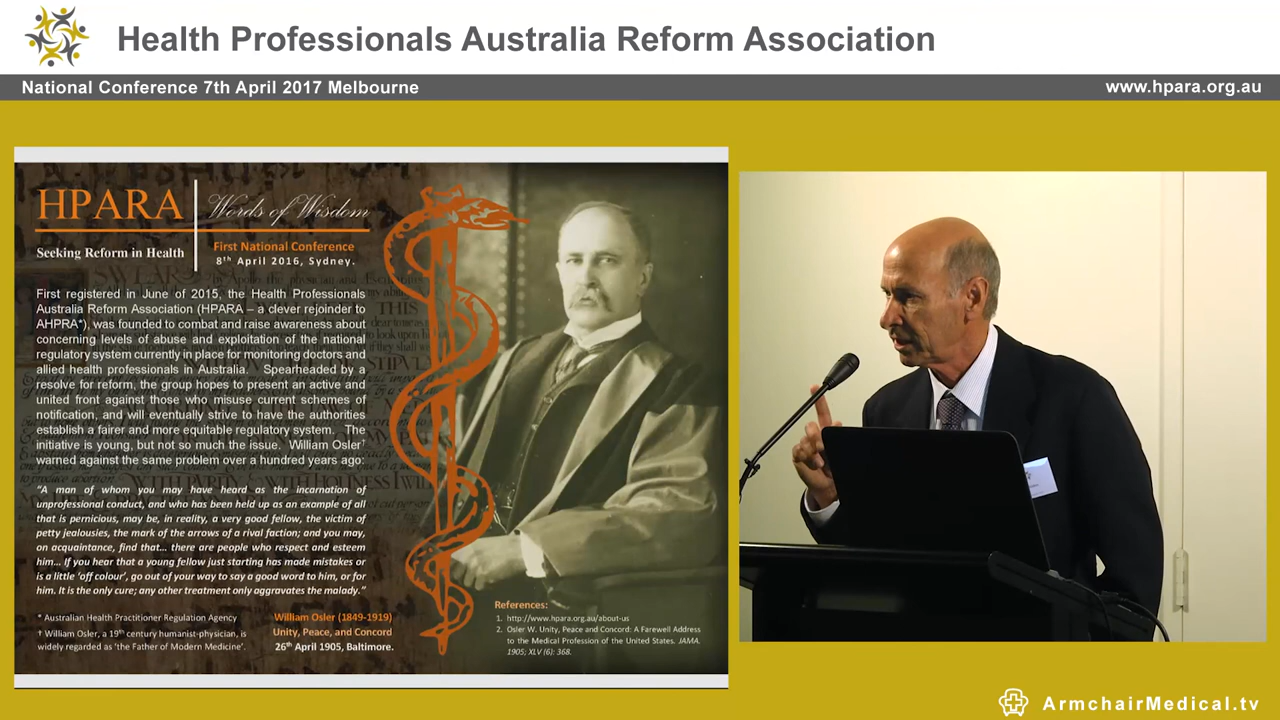 Health Professionals Australia Reform Association
National Conference 7th April 2017 Melbourne
www.hpara.org.au
HPARA
Words of Wisdom
Seeking Reform in Health
First National Conference
8th April 2016, Sydney.
First registered in June of 2015, the Health Professionals
Australia Reform Association (HPARA – a clever rejoinder to
AHPRA*), was founded to combat and raise awareness about
concerning levels of abuse and exploitation of the national
regulatory system currently in place for monitoring doctors and
allied health professionals in Australia. Spearheaded by a
resolve for reform, the group hopes to present an active and
united front against those who misuse current schemes of
notification, and will eventually strive to have the authorities
establish a fairer and more equitable regulatory system. The
initiative is young, but not so much the issue. William Osler†
warned against the same problem over a hundred years ago:
"A man of whom you may have heard as the incarnation of
unprofessional conduct, and who has been held up as an example of all
that is pernicious, may be, in reality, a very good fellow, the victim of
petty jealousies, the mark of the arrows of a rival faction; and you may,
on acquaintance, find that... there are people who respect and esteem
him... If you hear that a young fellow just starting has made mistakes or
is a little 'off colour', go out of your way to say a good word to him, or for
him. It is the only cure; any other treatment only aggravates the malady."
* Australian Health Practitioner Regulation Agency
† William Osler, a 19th century humanist-physician, is
widely regarded as 'the Father of Modern Medicine'.
William Osler (1849-1919)
Unity, Peace, and Concord
26th April 1905, Baltimore.
References:
1. http://www.hpara.org.au/about-us
2. Osler W. Unity, Peace and Concord: A Farewell Address
to the Medical Profession of the United States. JAMA.
1905; XLV (6): 368.
ArmchairMedical.tv